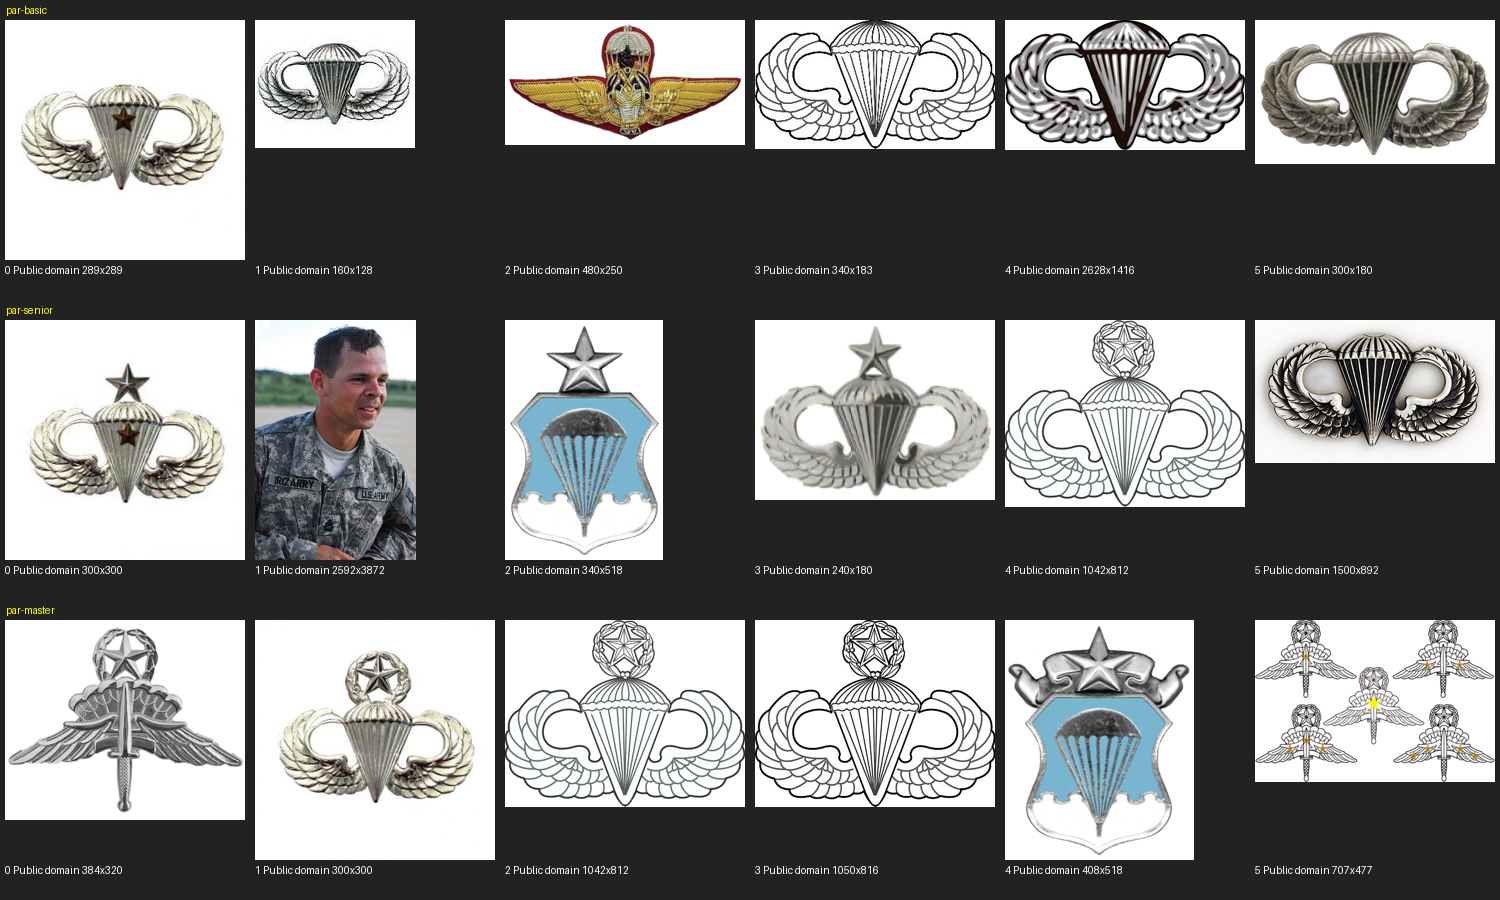 par-basic
0 Public domain 289x289
1 Public domain 160x128
2 Public domain 480x250
3 Public domain 340x183
4 Public domain 2628x1416
5 Public domain 300x180
par-senior
IRIZARRY
U.S. ARMY
0 Public domain 300x300
1 Public domain 2592x3872
2 Public domain 340x518
3 Public domain 240x180
4 Public domain 1042x812
5 Public domain 1500x892
par-master
0 Public domain 384x320
1 Public domain 300x300
2 Public domain 1042x812
3 Public domain 1050x816
4 Public domain 408x518
5 Public domain 707x477